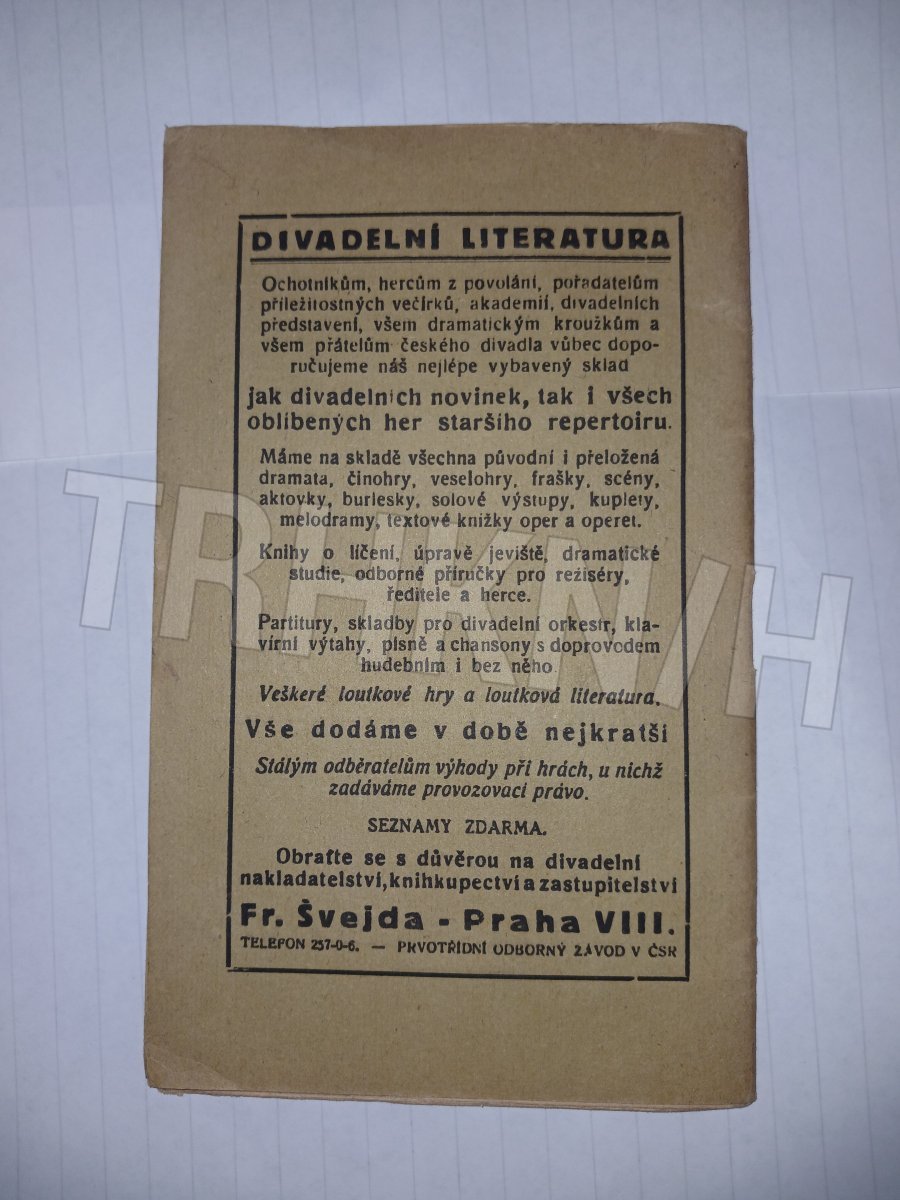 DIVADELNÍ LITERATURA
Ochotníkům, hercům z povolání, pořadatelům
příležitostných večírků, akademií, divadelních
představení, všem dramatickým kroužkům a
všem přátelům českého divadla vůbec dopo-
ručujeme náš nejlépe vybavený sklad
jak divadelních novinek, tak i všech
oblíbených her staršího repertoiru.
Máme na skladě všechna původní i přeložená
dramata, činohry, veselohry, frašky, scény,
aktovky, burlesky, solové výstupy, kuplety,
melodramy, textové knížky oper a operet.
Knihy o líčení, úpravě jeviště, dramatické
studie, odborné příručky pro režiséry,
ředitele a herce.
Partitury, skladby pro divadelní orkestr, kla-
vírní výtahy, písně a chansony s doprovodem
hudebním i bez něho.
Veškeré loutkové hry a loutková literatura.
Vše dodáme v době nejkratší
Stálým odběratelům výhody při hrách, u nichž
zadáváme provozovací právo.
SEZNAMY ZDARMA.
Obraťte se s důvěrou na divadelní
nakladatelství, knihkupectví a zastupitelství
Fr. Švejda - Praha VIII.
TELEFON 257-0-6. — PRVOTŘÍDNÍ ODBORNÝ ZÁVOD V ČSR
TRHKNIH